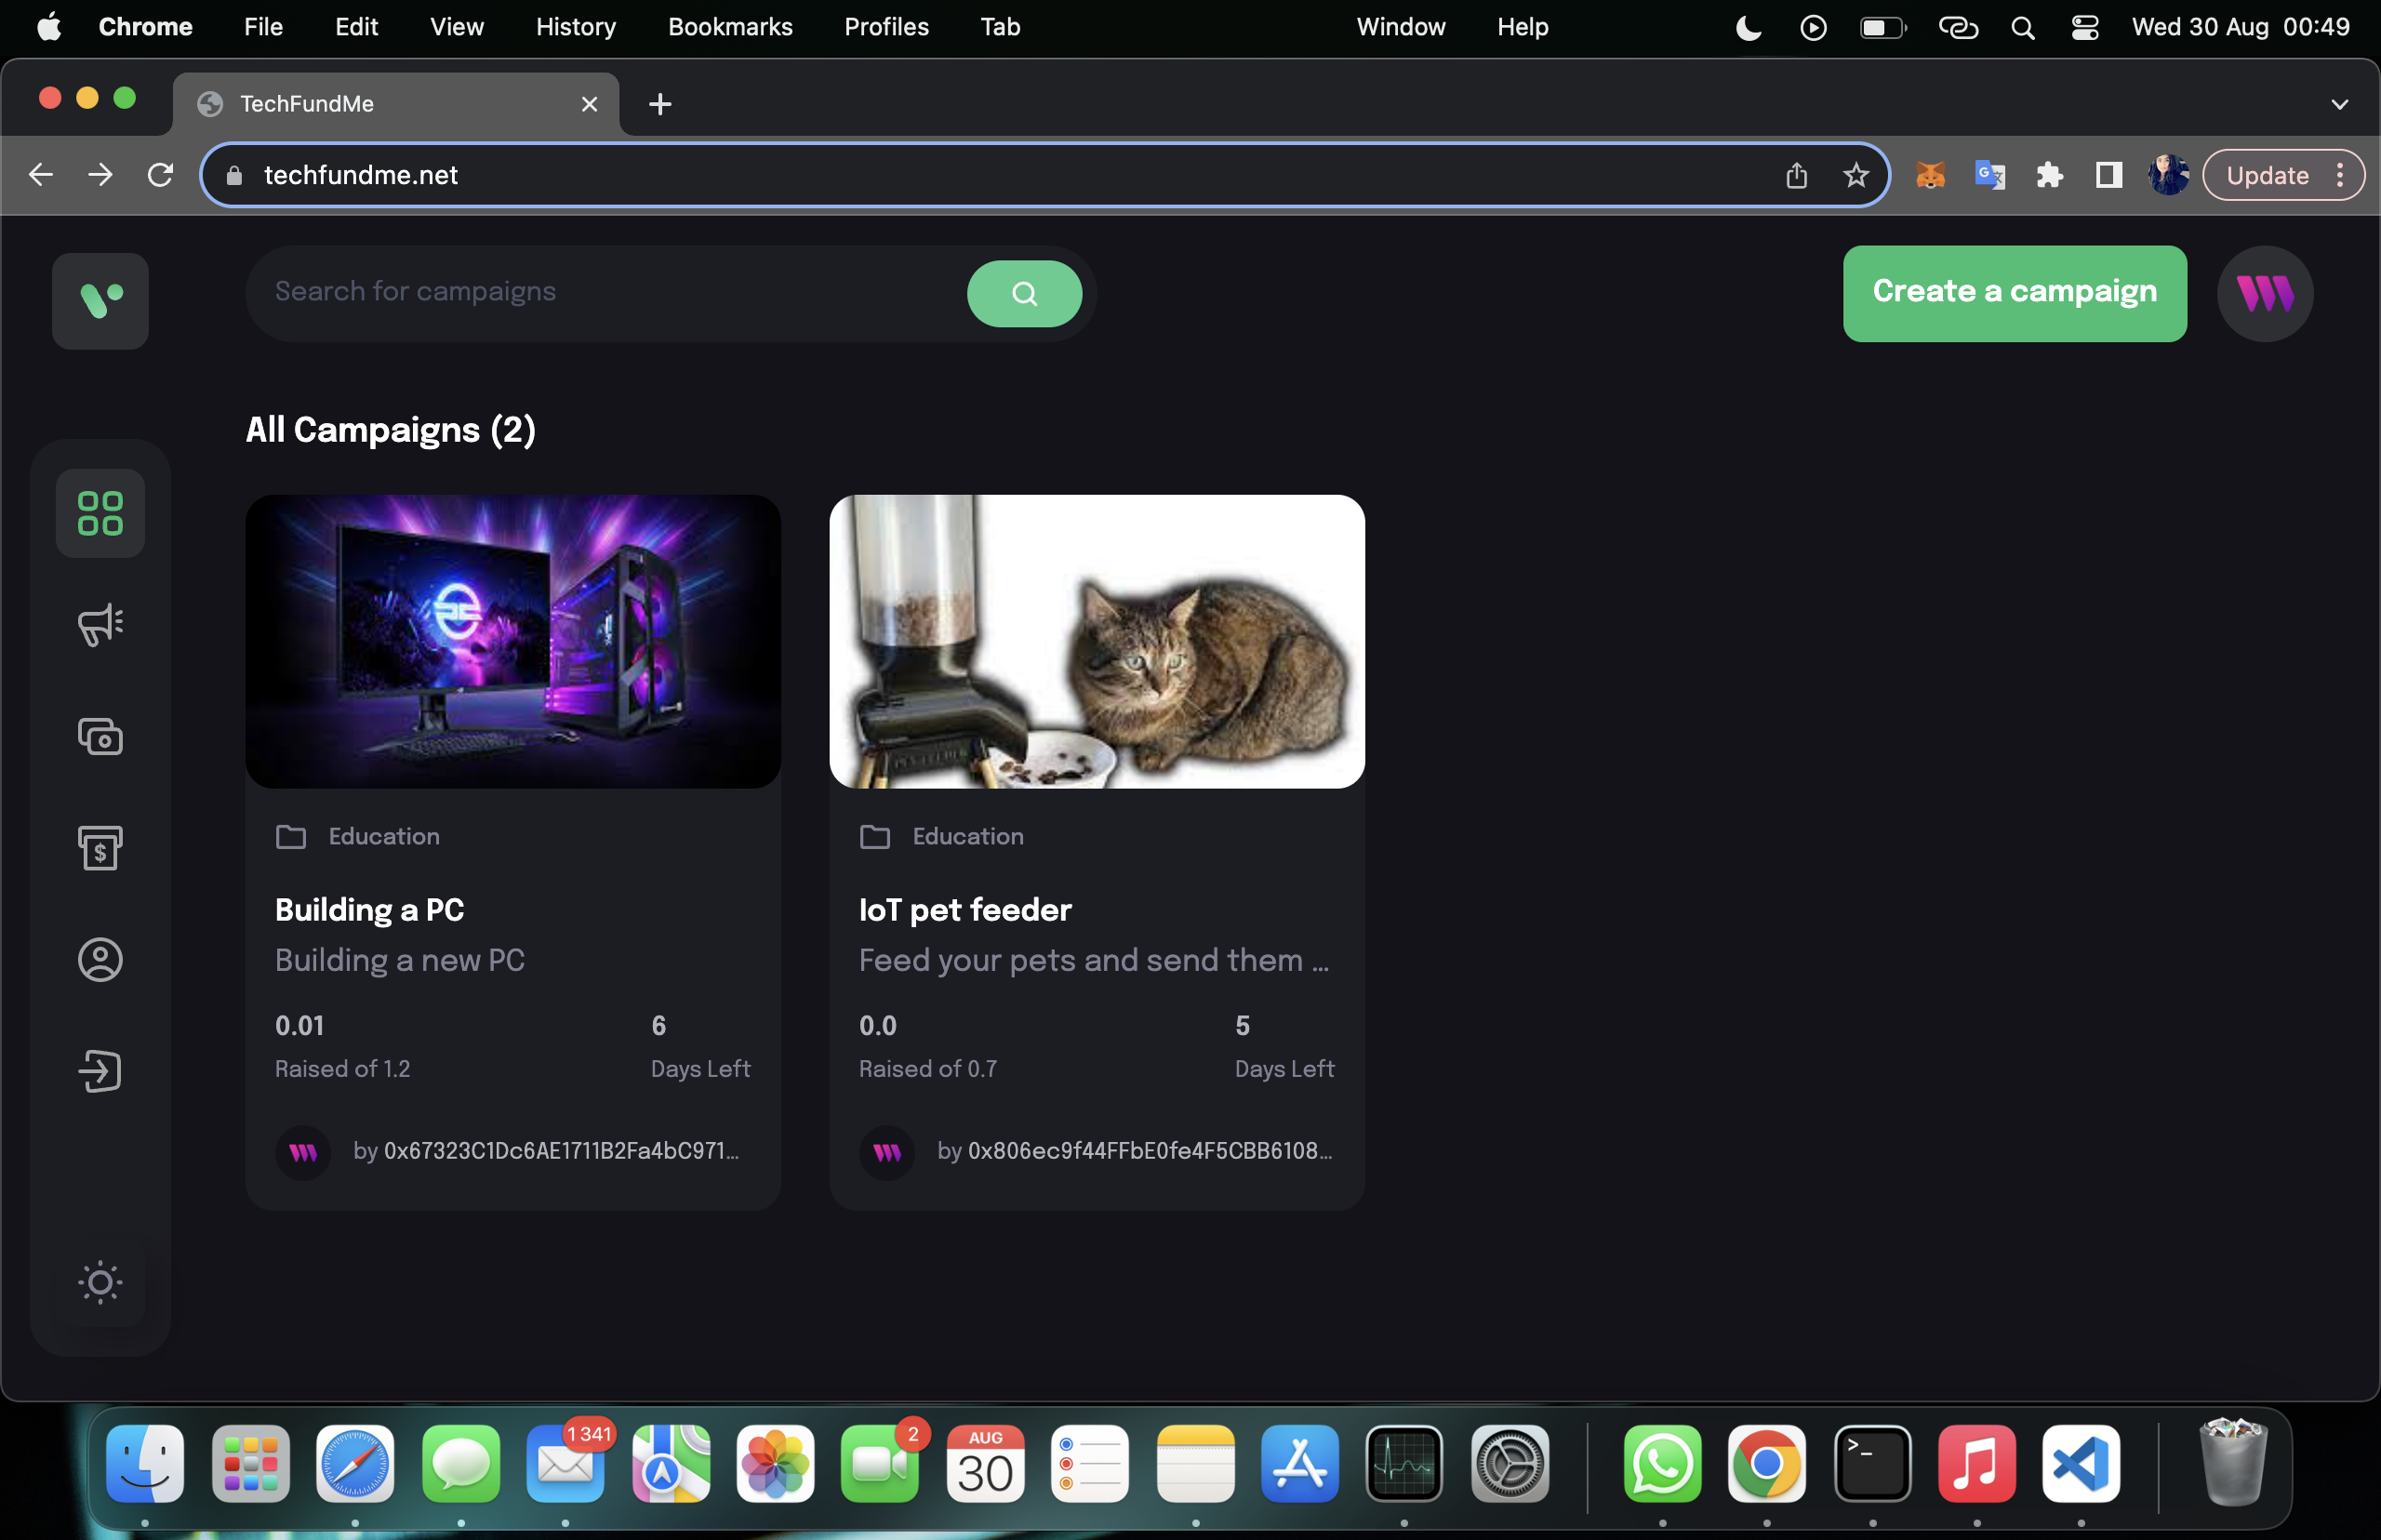 Chrome File Edit View History Bookmarks Profiles Tab Window Help Wed 30 Aug 00:49
TechFundMe
techfundme.net
Update
Search for campaigns
Create a campaign
All Campaigns (2)
Education
Building a PC
Building a new PC
0.01 6
Raised of 1.2 Days Left
by 0x67323C1Dc6AE1711B2Fa4bC971...
Education
IoT pet feeder
Feed your pets and send them ...
0.0 5
Raised of 0.7 Days Left
by 0x806ec9f44FFbE0fe4F5CBB6108...
1 341
2
AUG
30